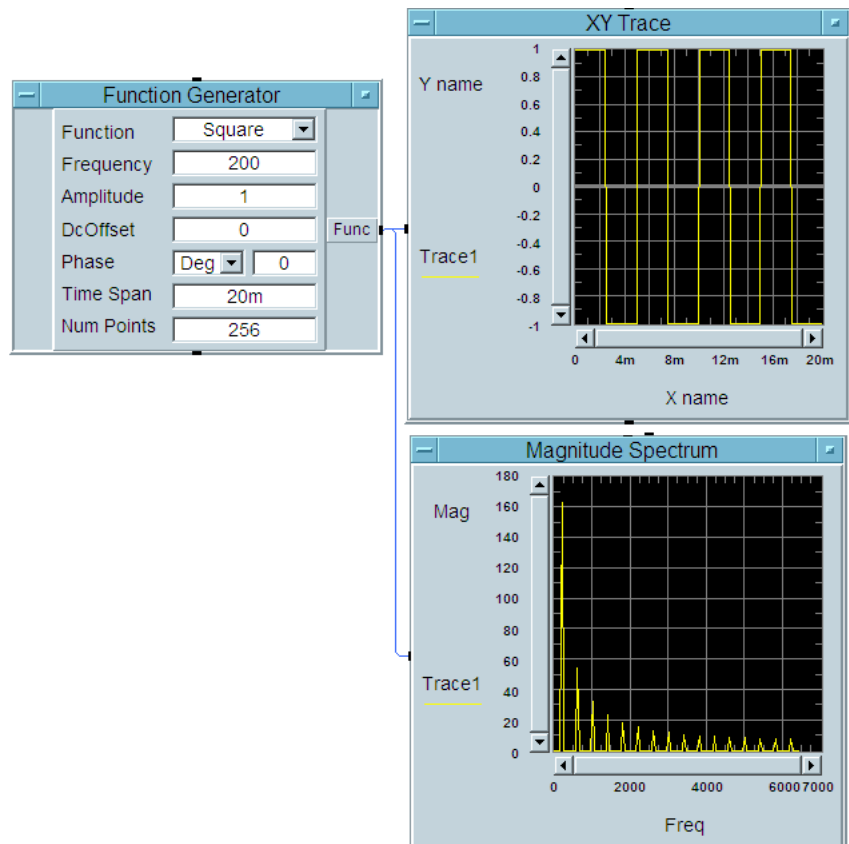 Function Generator
Function Square
Frequency 200
Amplitude 1
DcOffset 0
Phase Deg 0
Time Span 20m
Num Points 256
Func
XY Trace
Y name
Trace1
1
0.8
0.6
0.4
0.2
0
-0.2
-0.4
-0.6
-0.8
-1
0 4m 8m 12m 16m 20m
X name
Magnitude Spectrum
Mag
Trace1
180
160
140
120
100
80
60
40
20
0
0 2000 4000 6000 7000
Freq